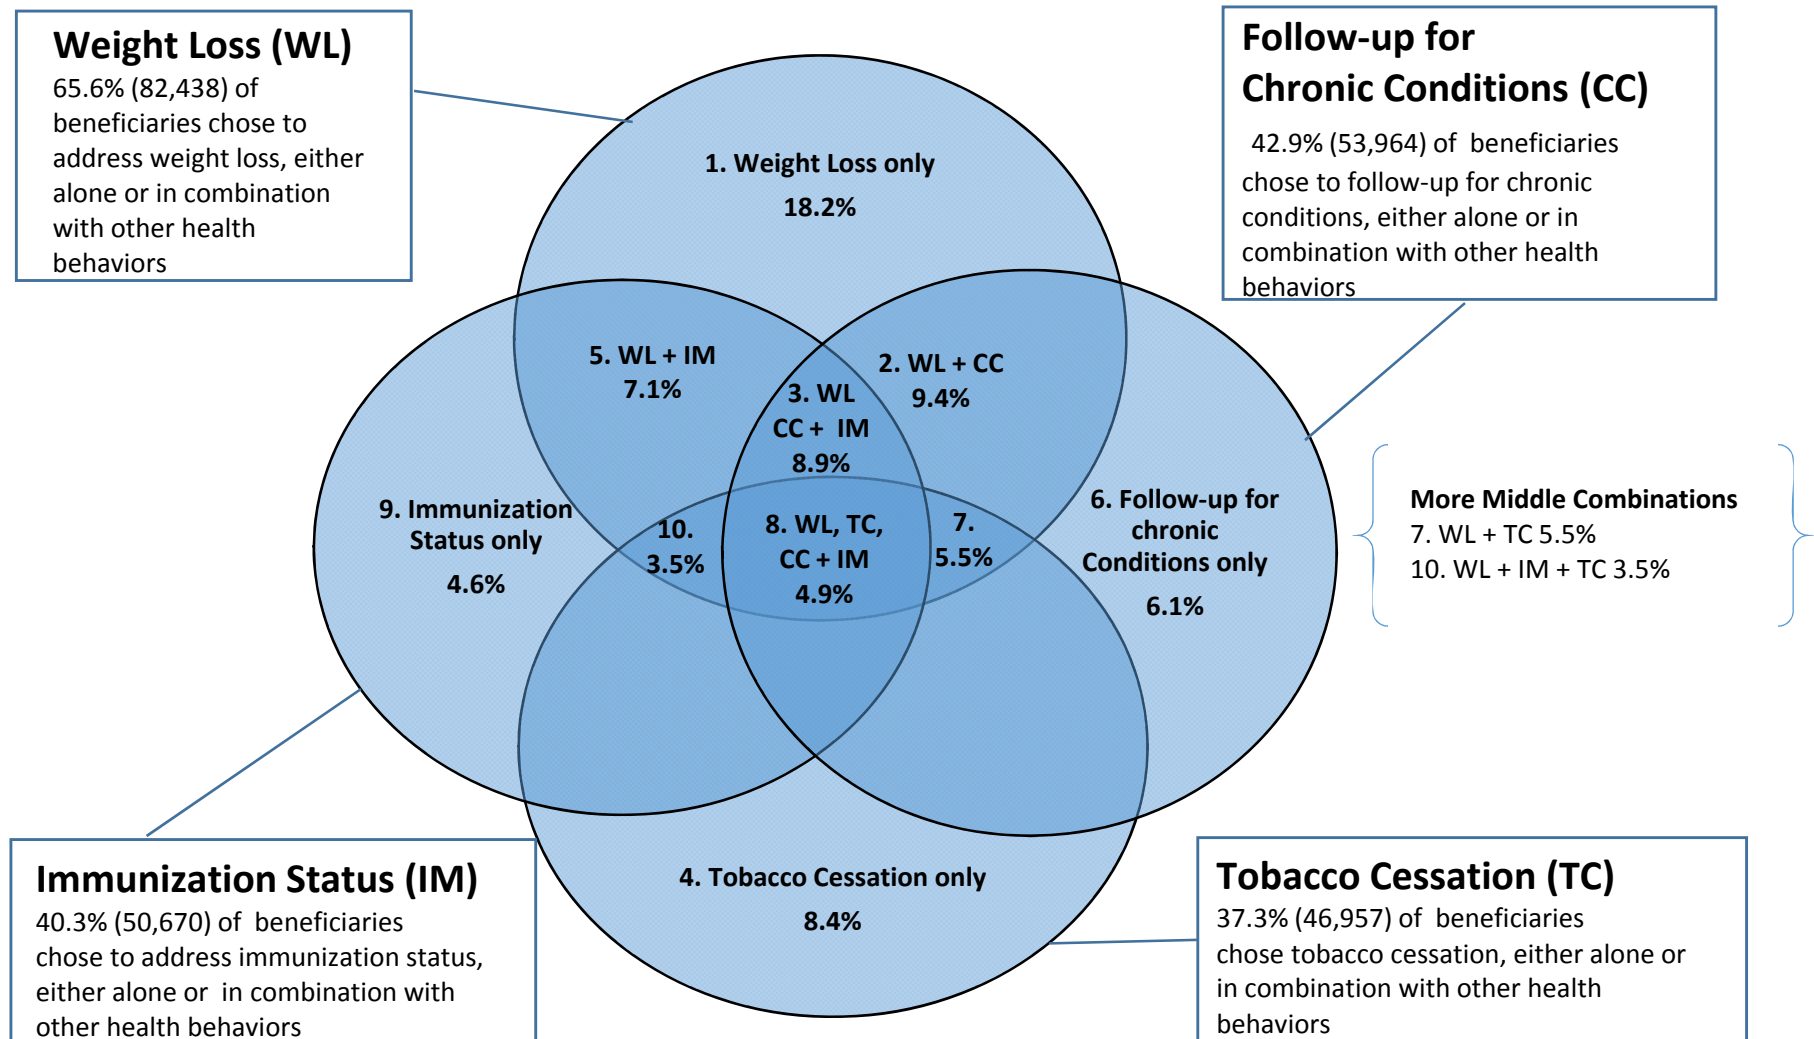 Weight Loss (WL)
65.6% (82,438) of
beneficiaries chose to
address weight loss, either
alone or in combination
with other health
behaviors
Follow-up for
Chronic Conditions (CC)
42.9% (53,964) of beneficiaries
chose to follow-up for chronic
conditions, either alone or in
combination with other health
behaviors
1. Weight Loss only
18.2%
5. WL + IM
7.1%
2. WL + CC
9.4%
3. WL
CC + IM
8.9%
9. Immunization
Status only
4.6%
10.
3.5%
8. WL, TC,
CC + IM
4.9%
7.
5.5%
6. Follow-up for
chronic
Conditions only
6.1%
More Middle Combinations
7. WL + TC 5.5%
10. WL + IM + TC 3.5%
4. Tobacco Cessation only
8.4%
Immunization Status (IM)
40.3% (50,670) of beneficiaries
chose to address immunization status,
either alone or in combination with
other health behaviors
Tobacco Cessation (TC)
37.3% (46,957) of beneficiaries
chose tobacco cessation, either alone or
in combination with other health
behaviors